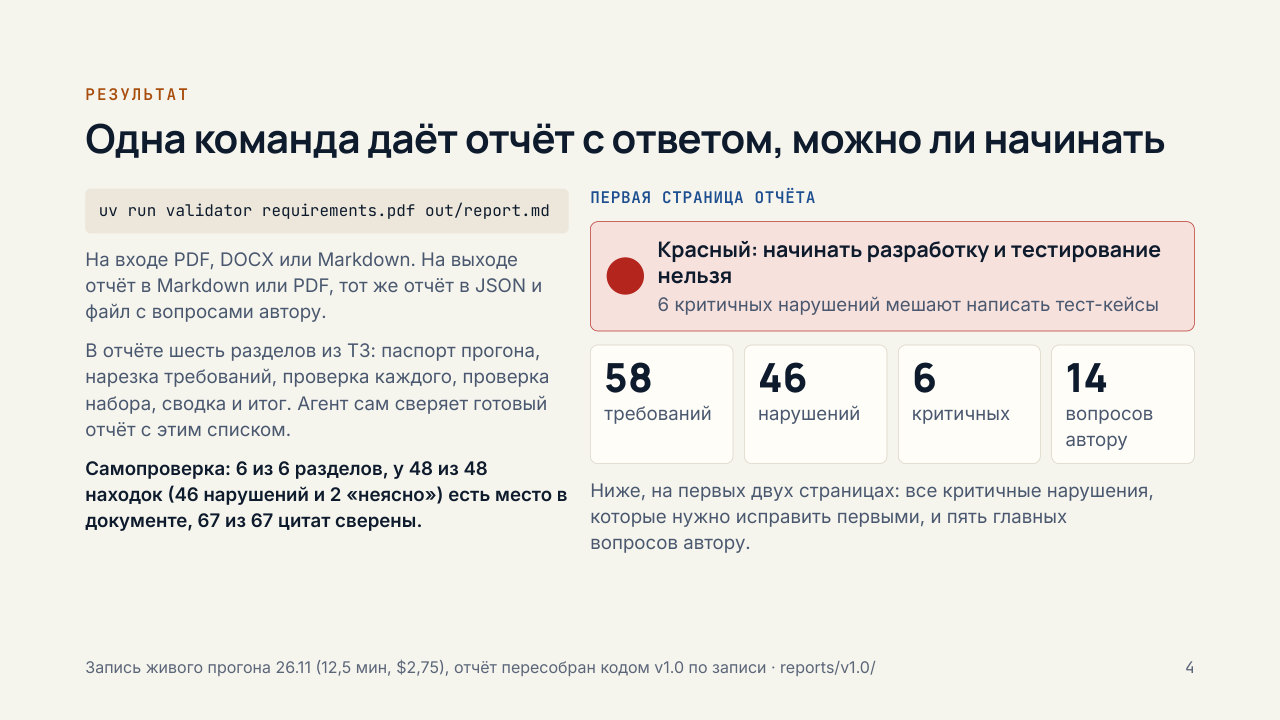 РЕЗУЛЬТАТ
Одна команда даёт отчёт с ответом, можно ли начинать
uv run validator requirements.pdf out/report.md
На входе PDF, DOCX или Markdown. На выходе
отчёт в Markdown или PDF, тот же отчёт в JSON и
файл с вопросами автору.
В отчёте шесть разделов из ТЗ: паспорт прогона,
нарезка требований, проверка каждого, проверка
набора, сводка и итог. Агент сам сверяет готовый
отчёт с этим списком.
Самопроверка: 6 из 6 разделов, у 48 из 48
находок (46 нарушений и 2 «неясно») есть место в
документе, 67 из 67 цитат сверены.
ПЕРВАЯ СТРАНИЦА ОТЧЁТА
Красный: начинать разработку и тестирование
нельзя
6 критичных нарушений мешают написать тест-кейсы
58
требований
46
нарушений
6
критичных
14
вопросов
автору
Ниже, на первых двух страницах: все критичные нарушения,
которые нужно исправить первыми, и пять главных
вопросов автору.
Запись живого прогона 26.11 (12,5 мин, $2,75), отчёт пересобран кодом v1.0 по записи · reports/v1.0/
4